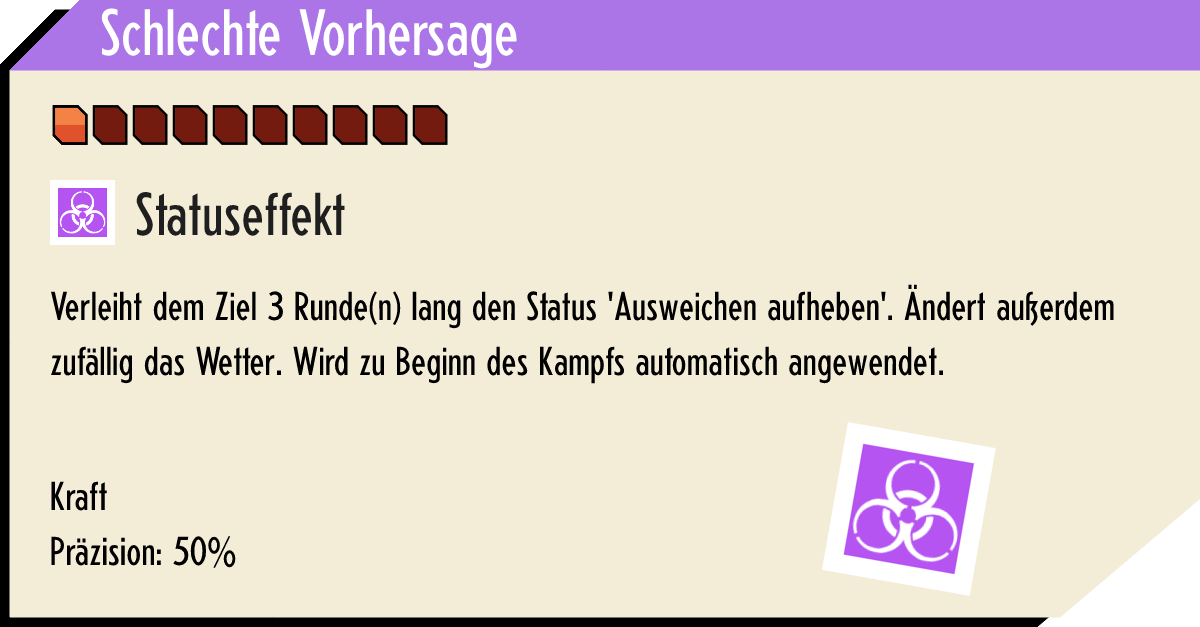 Schlechte Vorhersage
Statuseffekt
Verleiht dem Ziel 3 Runde(n) lang den Status 'Ausweichen aufheben'. Ändert außerdem
zufällig das Wetter. Wird zu Beginn des Kampfs automatisch angewendet.
Kraft
Präzision: 50%